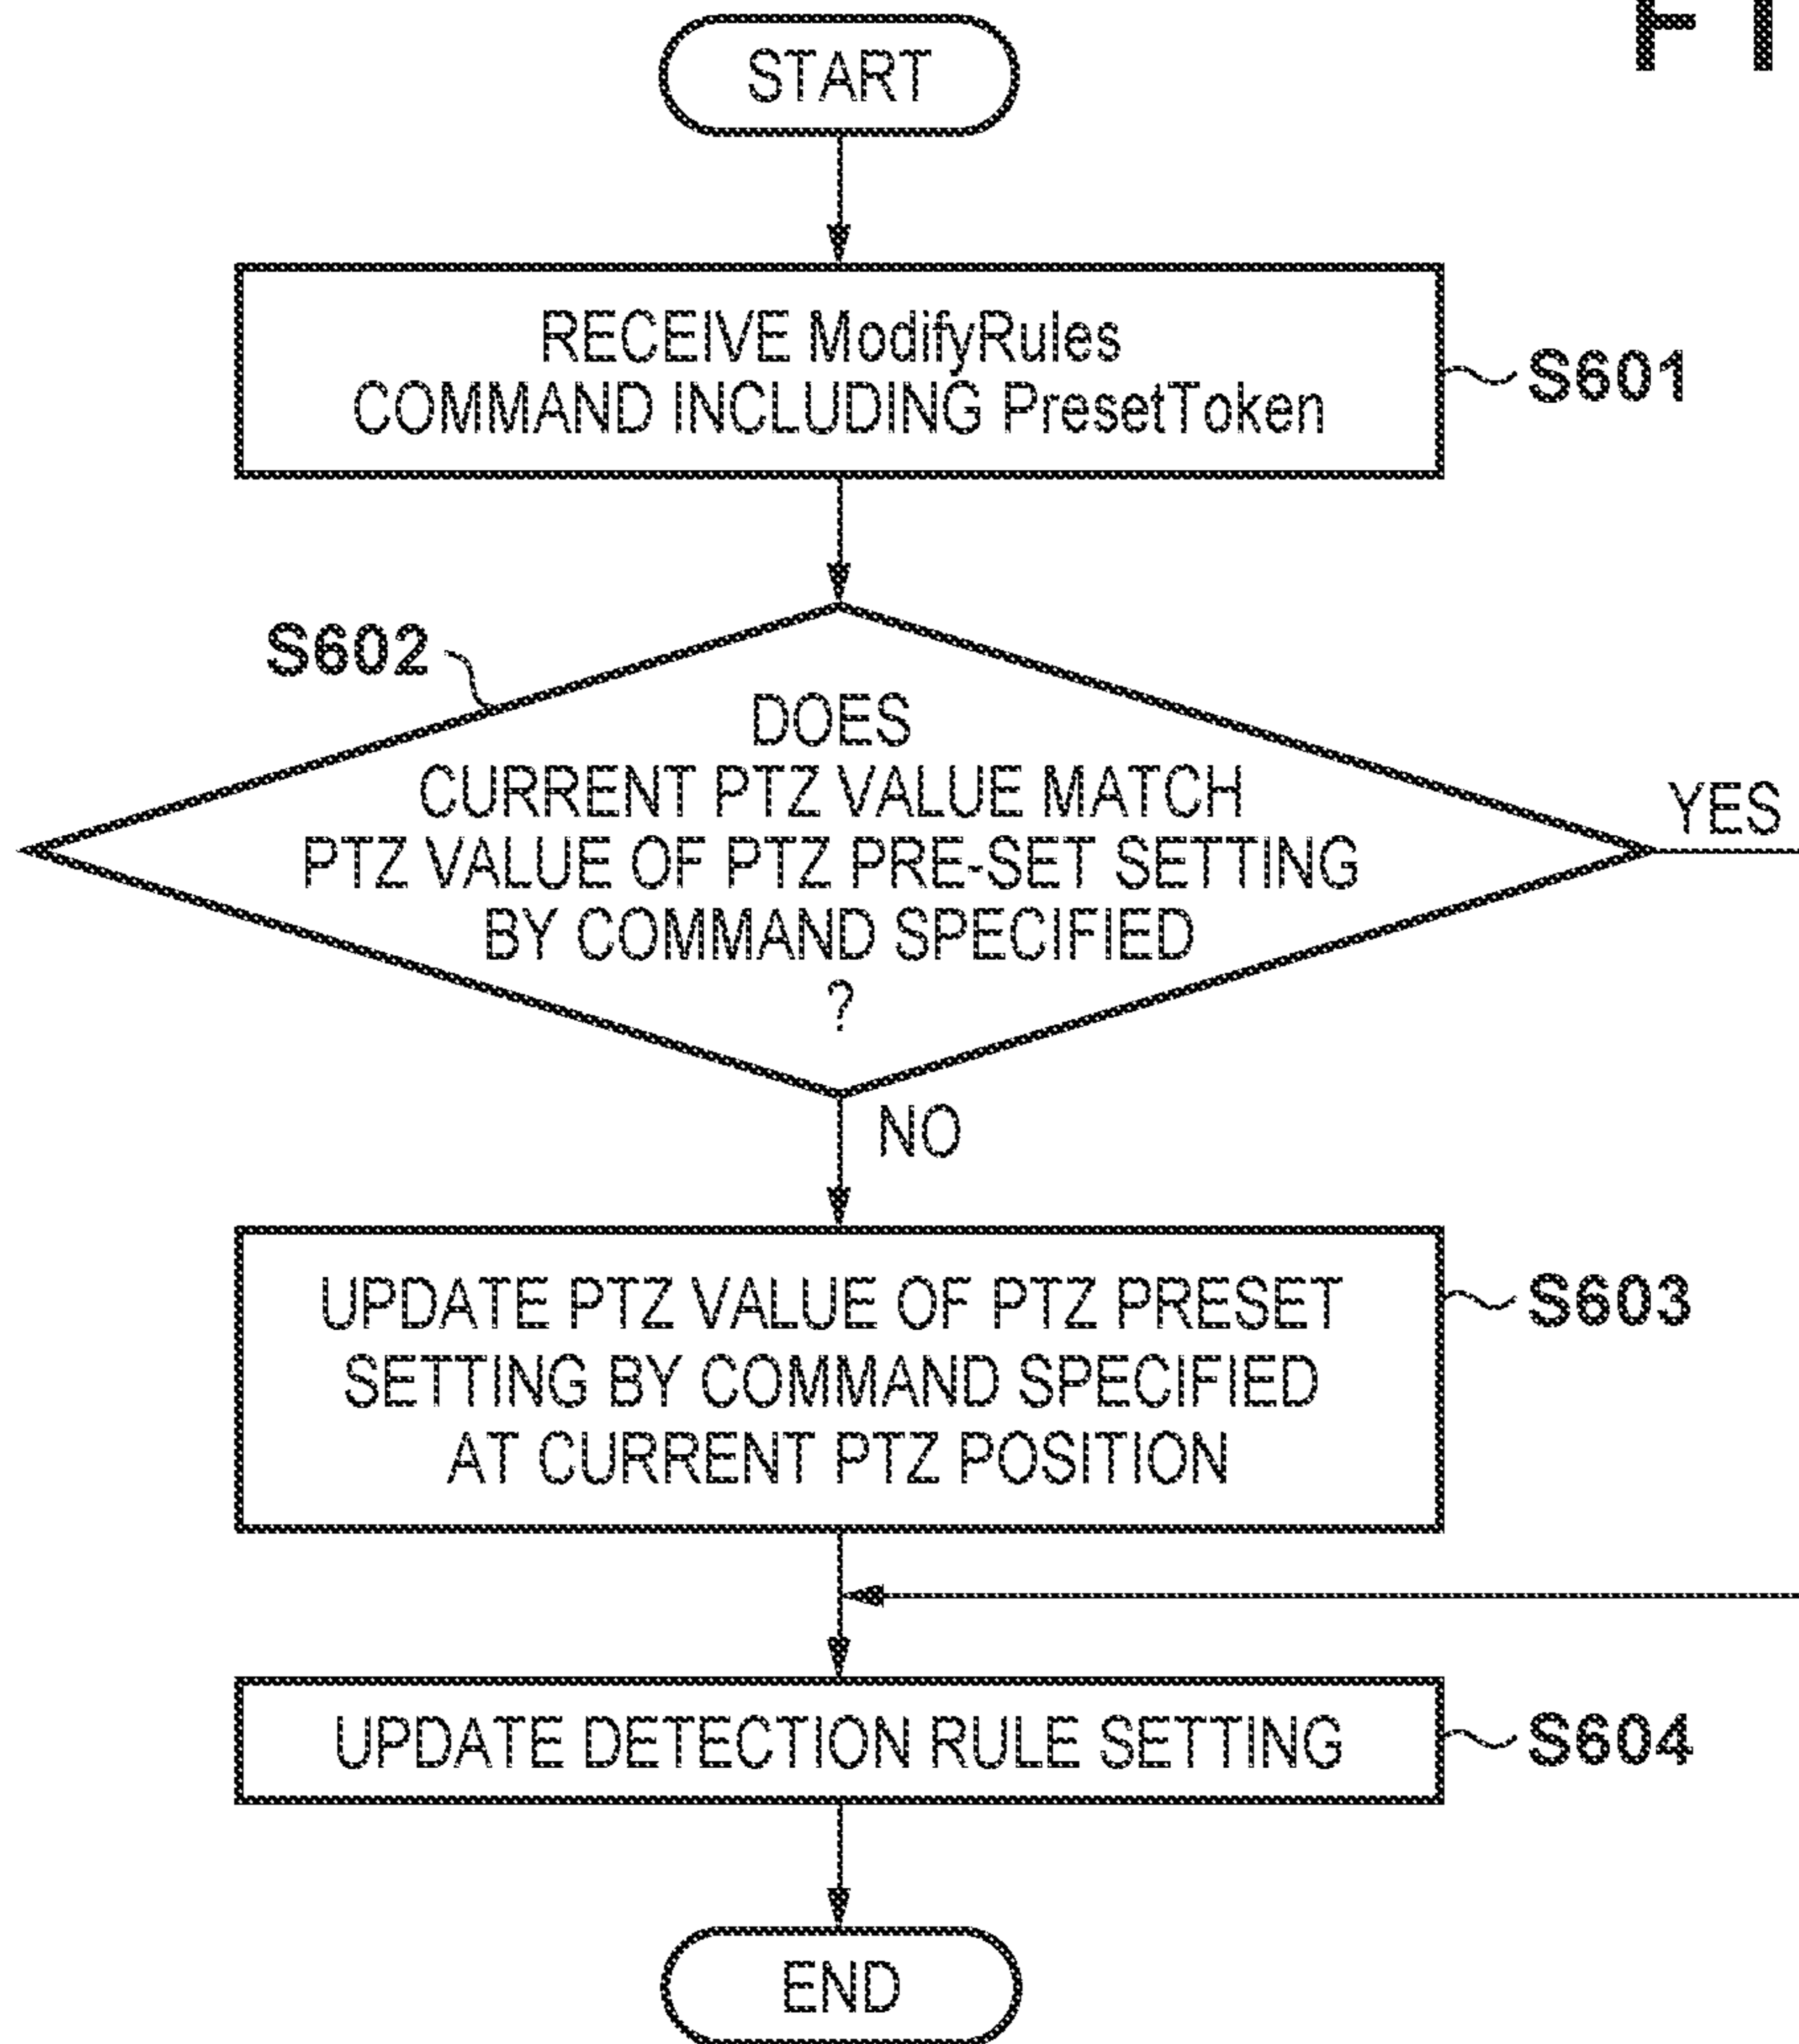 START
RECEIVE ModifyRules
COMMAND INCLUDING PresetToken
S601
S602
DOES
CURRENT PTZ VALUE MATCH
PTZ VALUE OF PTZ PRE-SET SETTING
BY COMMAND SPECIFIED
?
YES
NO
UPDATE PTZ VALUE OF PTZ PRESET
SETTING BY COMMAND SPECIFIED
AT CURRENT PTZ POSITION
S603
UPDATE DETECTION RULE SETTING
S604
END